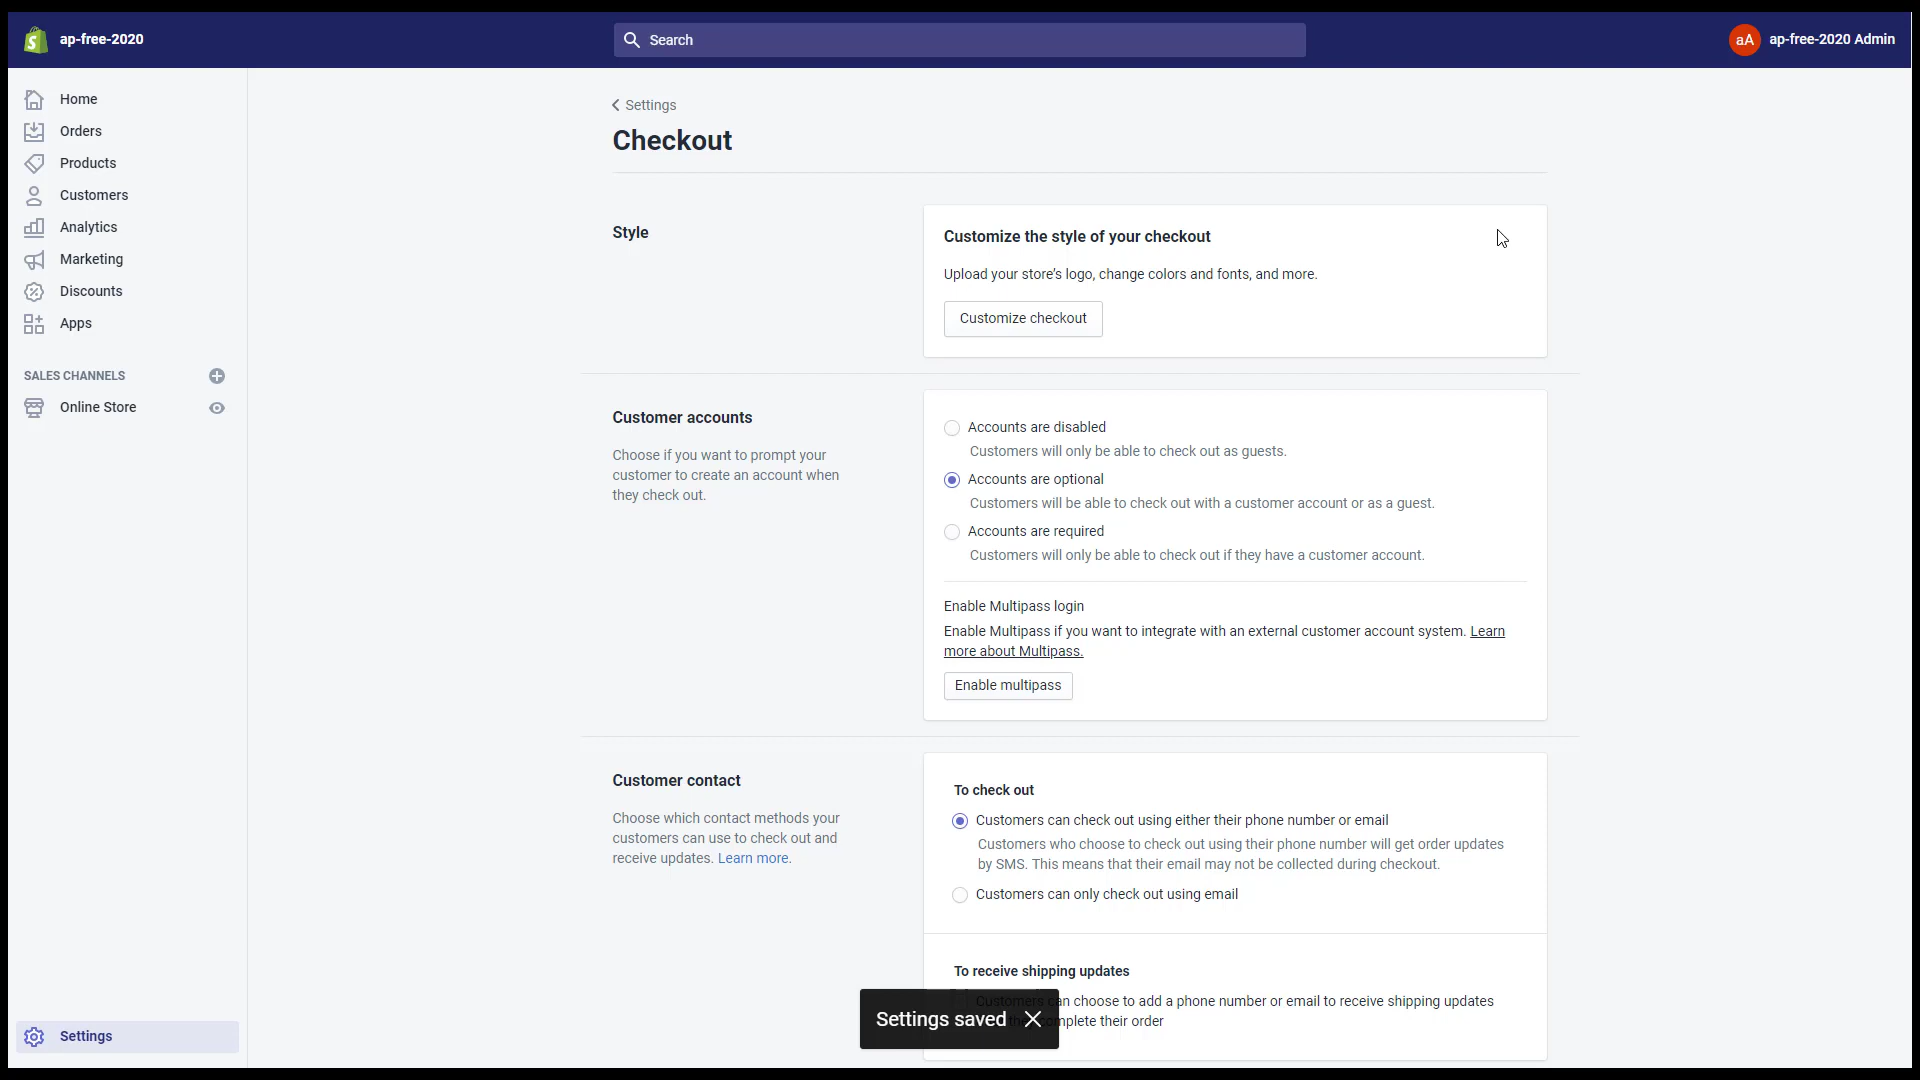 ap-free-2020
Search
aA
ap-free-2020 Admin
Home
Orders
Products
Customers
Analytics
Marketing
Discounts
Apps
SALES CHANNELS
Online Store
Settings
Settings
Checkout
Style
Customize the style of your checkout
Upload your store's logo, change colors and fonts, and more.
Customize checkout
Customer accounts
Choose if you want to prompt your
customer to create an account when
they check out.
Accounts are disabled
Customers will only be able to check out as guests.
Accounts are optional
Customers will be able to check out with a customer account or as a guest.
Accounts are required
Customers will only be able to check out if they have a customer account.
Enable Multipass login
Enable Multipass if you want to integrate with an external customer account system. Learn
more about Multipass.
Enable multipass
Customer contact
Choose which contact methods your
customers can use to check out and
receive updates. Learn more.
To check out
Customers can check out using either their phone number or email
Customers who choose to check out using their phone number will get order updates
by SMS. This means that their email may not be collected during checkout.
Customers can only check out using email
To receive shipping updates
Customers can choose to add a phone number or email to receive shipping updates
complete their order
Settings saved